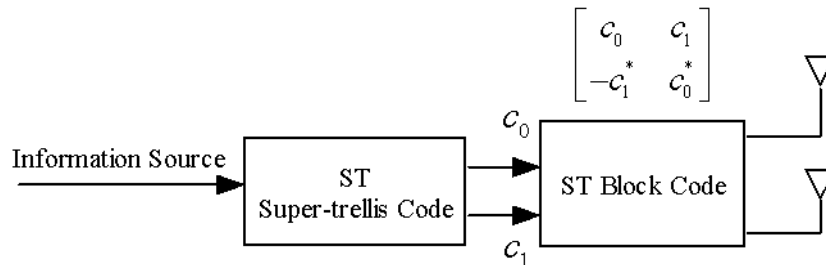 C₀ C₁
−C₁* C₀*
C₀
Information Source
ST
Super-trellis Code
ST Block Code
C₁